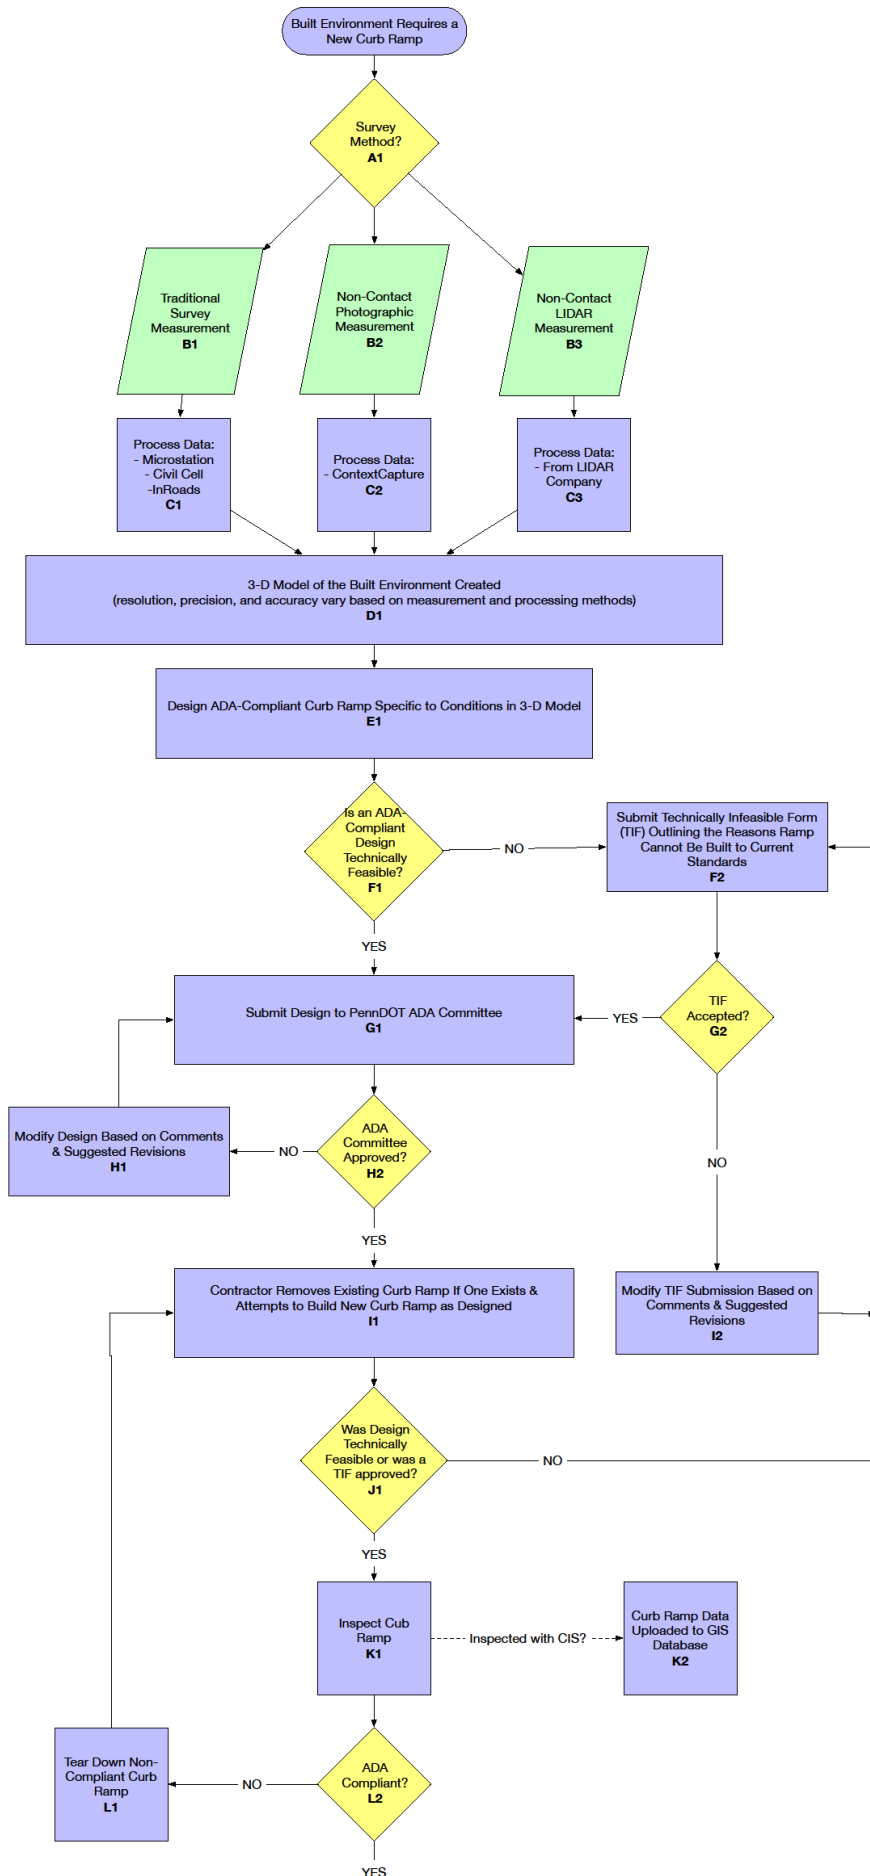 Built Environment Requires a
New Curb Ramp
Survey
Method?
A1
Traditional
Survey
Measurement
B1
Non-Contact
Photographic
Measurement
B2
Non-Contact
LIDAR
Measurement
B3
Process Data:
- Microstation
- Civil Cell
-InRoads
C1
Process Data:
- ContextCapture
C2
Process Data:
- From LIDAR
Company
C3
3-D Model of the Built Environment Created
(resolution, precision, and accuracy vary based on measurement and processing methods)
D1
Design ADA-Compliant Curb Ramp Specific to Conditions in 3-D Model
E1
Is an ADA-
Compliant
Design
Technically
Feasible?
F1
NO
Submit Technically Infeasible Form
(TIF) Outlining the Reasons Ramp
Cannot Be Built to Current
Standards
F2
YES
Submit Design to PennDOT ADA Committee
G1
YES
TIF
Accepted?
G2
Modify Design Based on Comments
& Suggested Revisions
H1
NO
ADA
Committee
Approved?
H2
NO
YES
Contractor Removes Existing Curb Ramp If One Exists &
Attempts to Build New Curb Ramp as Designed
I1
Modify TIF Submission Based on
Comments & Suggested
Revisions
I2
Was Design
Technically
Feasible or was a
TIF approved?
J1
NO
YES
Inspect Cub
Ramp
K1
Inspected with CIS?
Curb Ramp Data
Uploaded to GIS
Database
K2
Tear Down Non-
Compliant Curb
Ramp
L1
NO
ADA
Compliant?
L2
YES